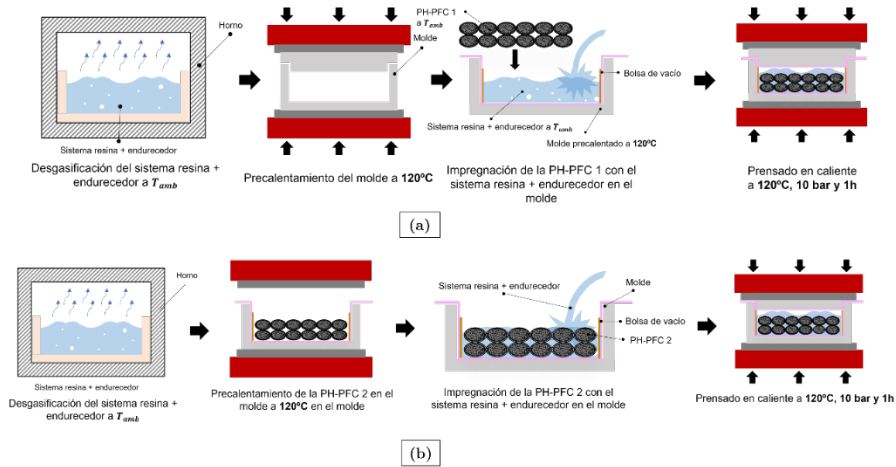 PH-PFC 1
a T_amb
Horno
Molde
Bolsa de vacío
Sistema resina + endurecedor
Sistema resina + endurecedor a T_amb
Molde precalentado a 120ºC
Desgasificación del sistema resina +
endurecedor a T_amb
Precalentamiento del molde a 120ºC
Impregnación de la PH-PFC 1 con el
sistema resina + endurecedor en el
molde
Prensado en caliente
a 120ºC, 10 bar y 1h
(a)
Horno
Sistema resina + endurecedor
Molde
Bolsa de vacío
PH-PFC 2
Sistema resina + endurecedor
Desgasificación del sistema resina +
endurecedor a T_amb
Precalentamiento de la PH-PFC 2 en el
molde a 120ºC en el molde
Impregnación de la PH-PFC 2 con el
sistema resina + endurecedor en el molde
Prensado en caliente a 120ºC, 10 bar y 1h
(b)